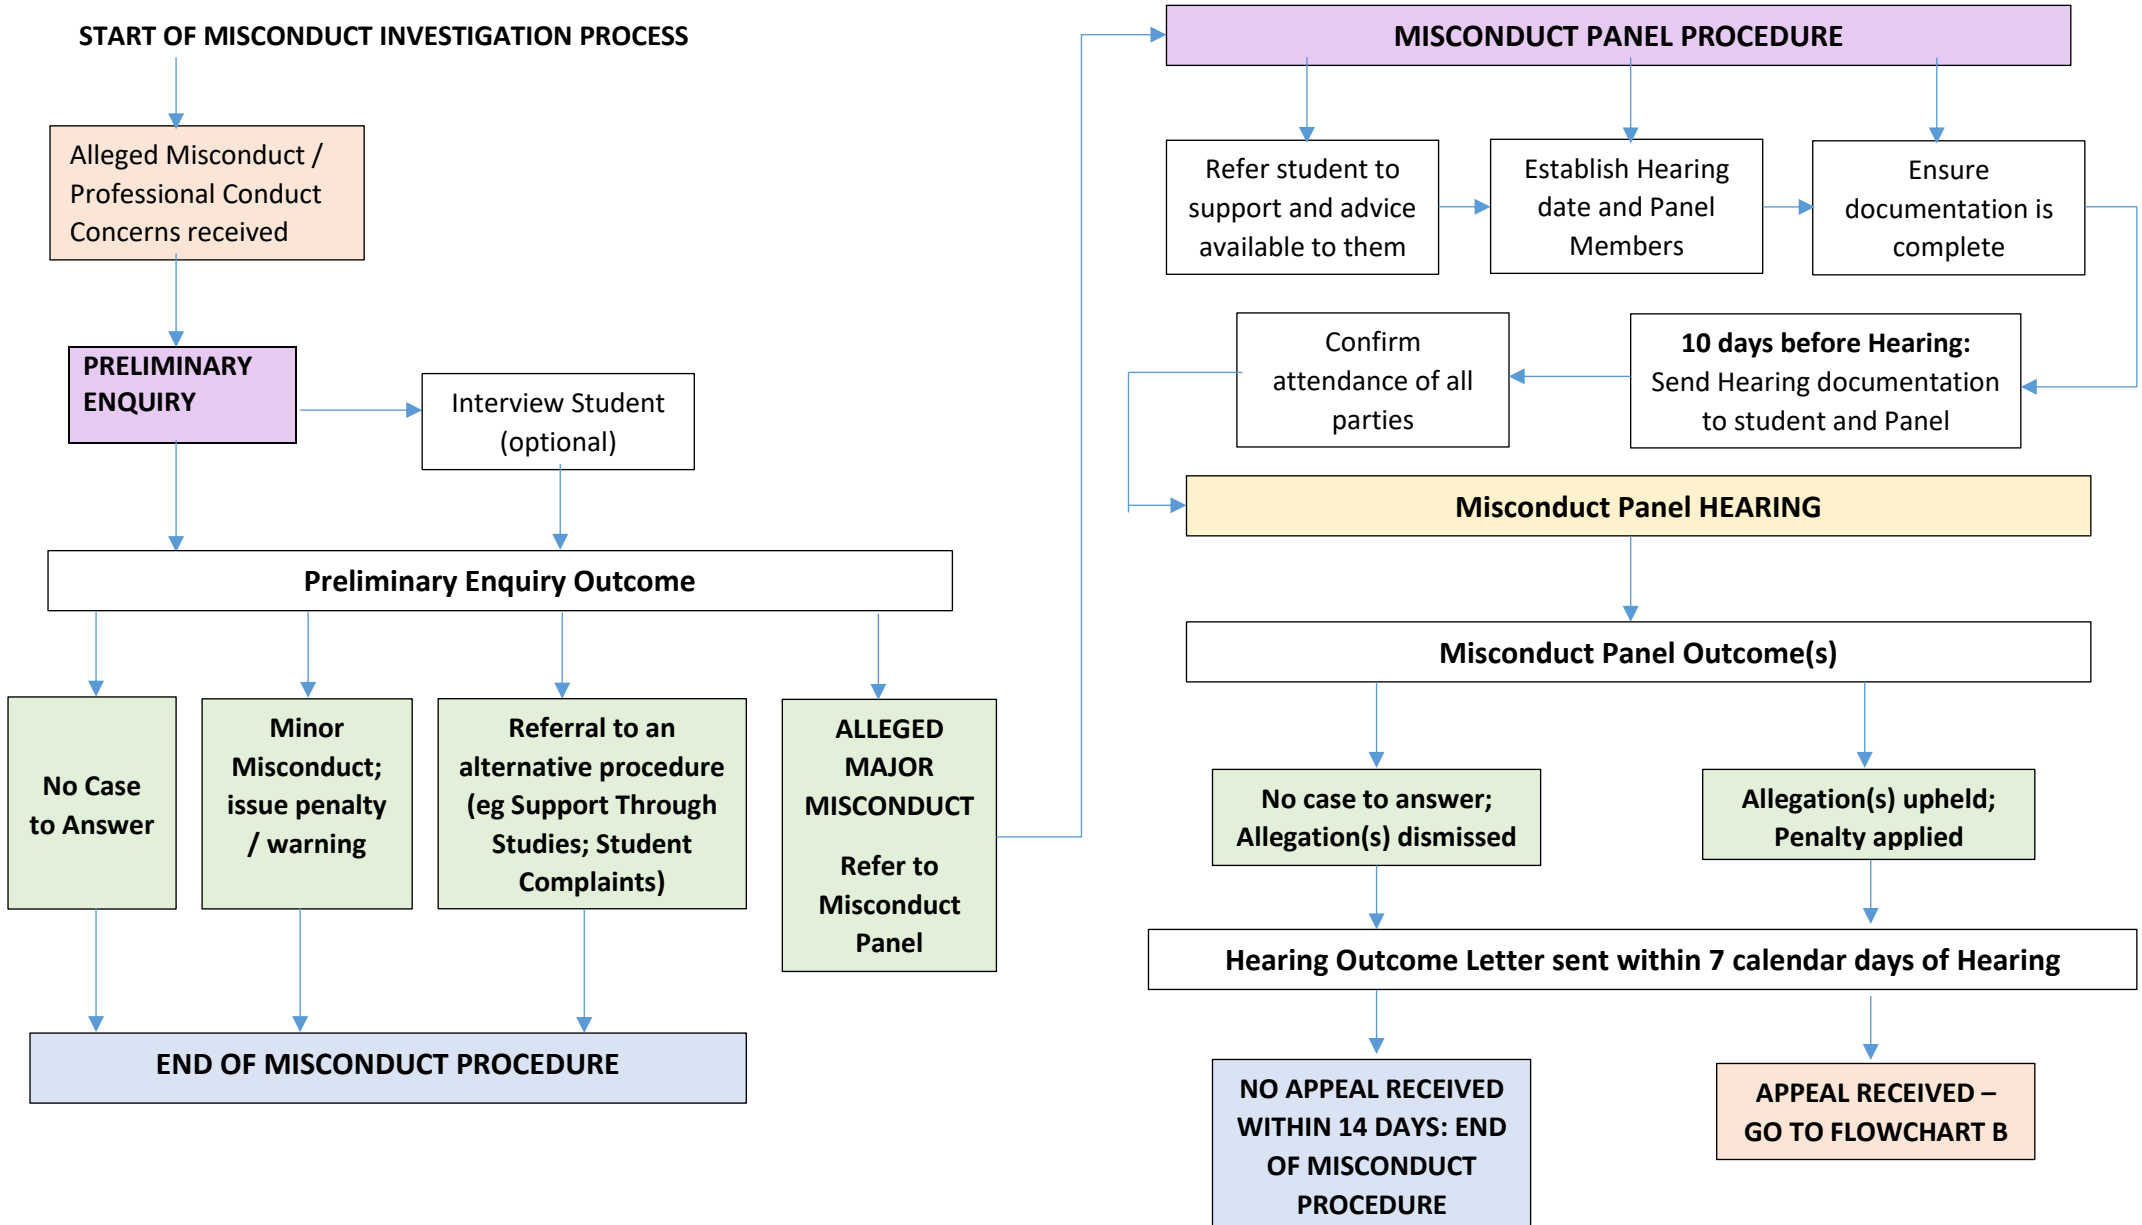 START OF MISCONDUCT INVESTIGATION PROCESS
Alleged Misconduct /
Professional Conduct
Concerns received
PRELIMINARY
ENQUIRY
Interview Student
(optional)
Preliminary Enquiry Outcome
No Case
to Answer
Minor
Misconduct;
issue penalty
/ warning
Referral to an
alternative procedure
(eg Support Through
Studies; Student
Complaints)
ALLEGED
MAJOR
MISCONDUCT
Refer to
Misconduct
Panel
END OF MISCONDUCT PROCEDURE
MISCONDUCT PANEL PROCEDURE
Refer student to
support and advice
available to them
Establish Hearing
date and Panel
Members
Ensure
documentation is
complete
10 days before Hearing:
Send Hearing documentation
to student and Panel
Confirm
attendance of all
parties
Misconduct Panel HEARING
Misconduct Panel Outcome(s)
No case to answer;
Allegation(s) dismissed
Allegation(s) upheld;
Penalty applied
Hearing Outcome Letter sent within 7 calendar days of Hearing
NO APPEAL RECEIVED
WITHIN 14 DAYS: END
OF MISCONDUCT
PROCEDURE
APPEAL RECEIVED –
GO TO FLOWCHART B